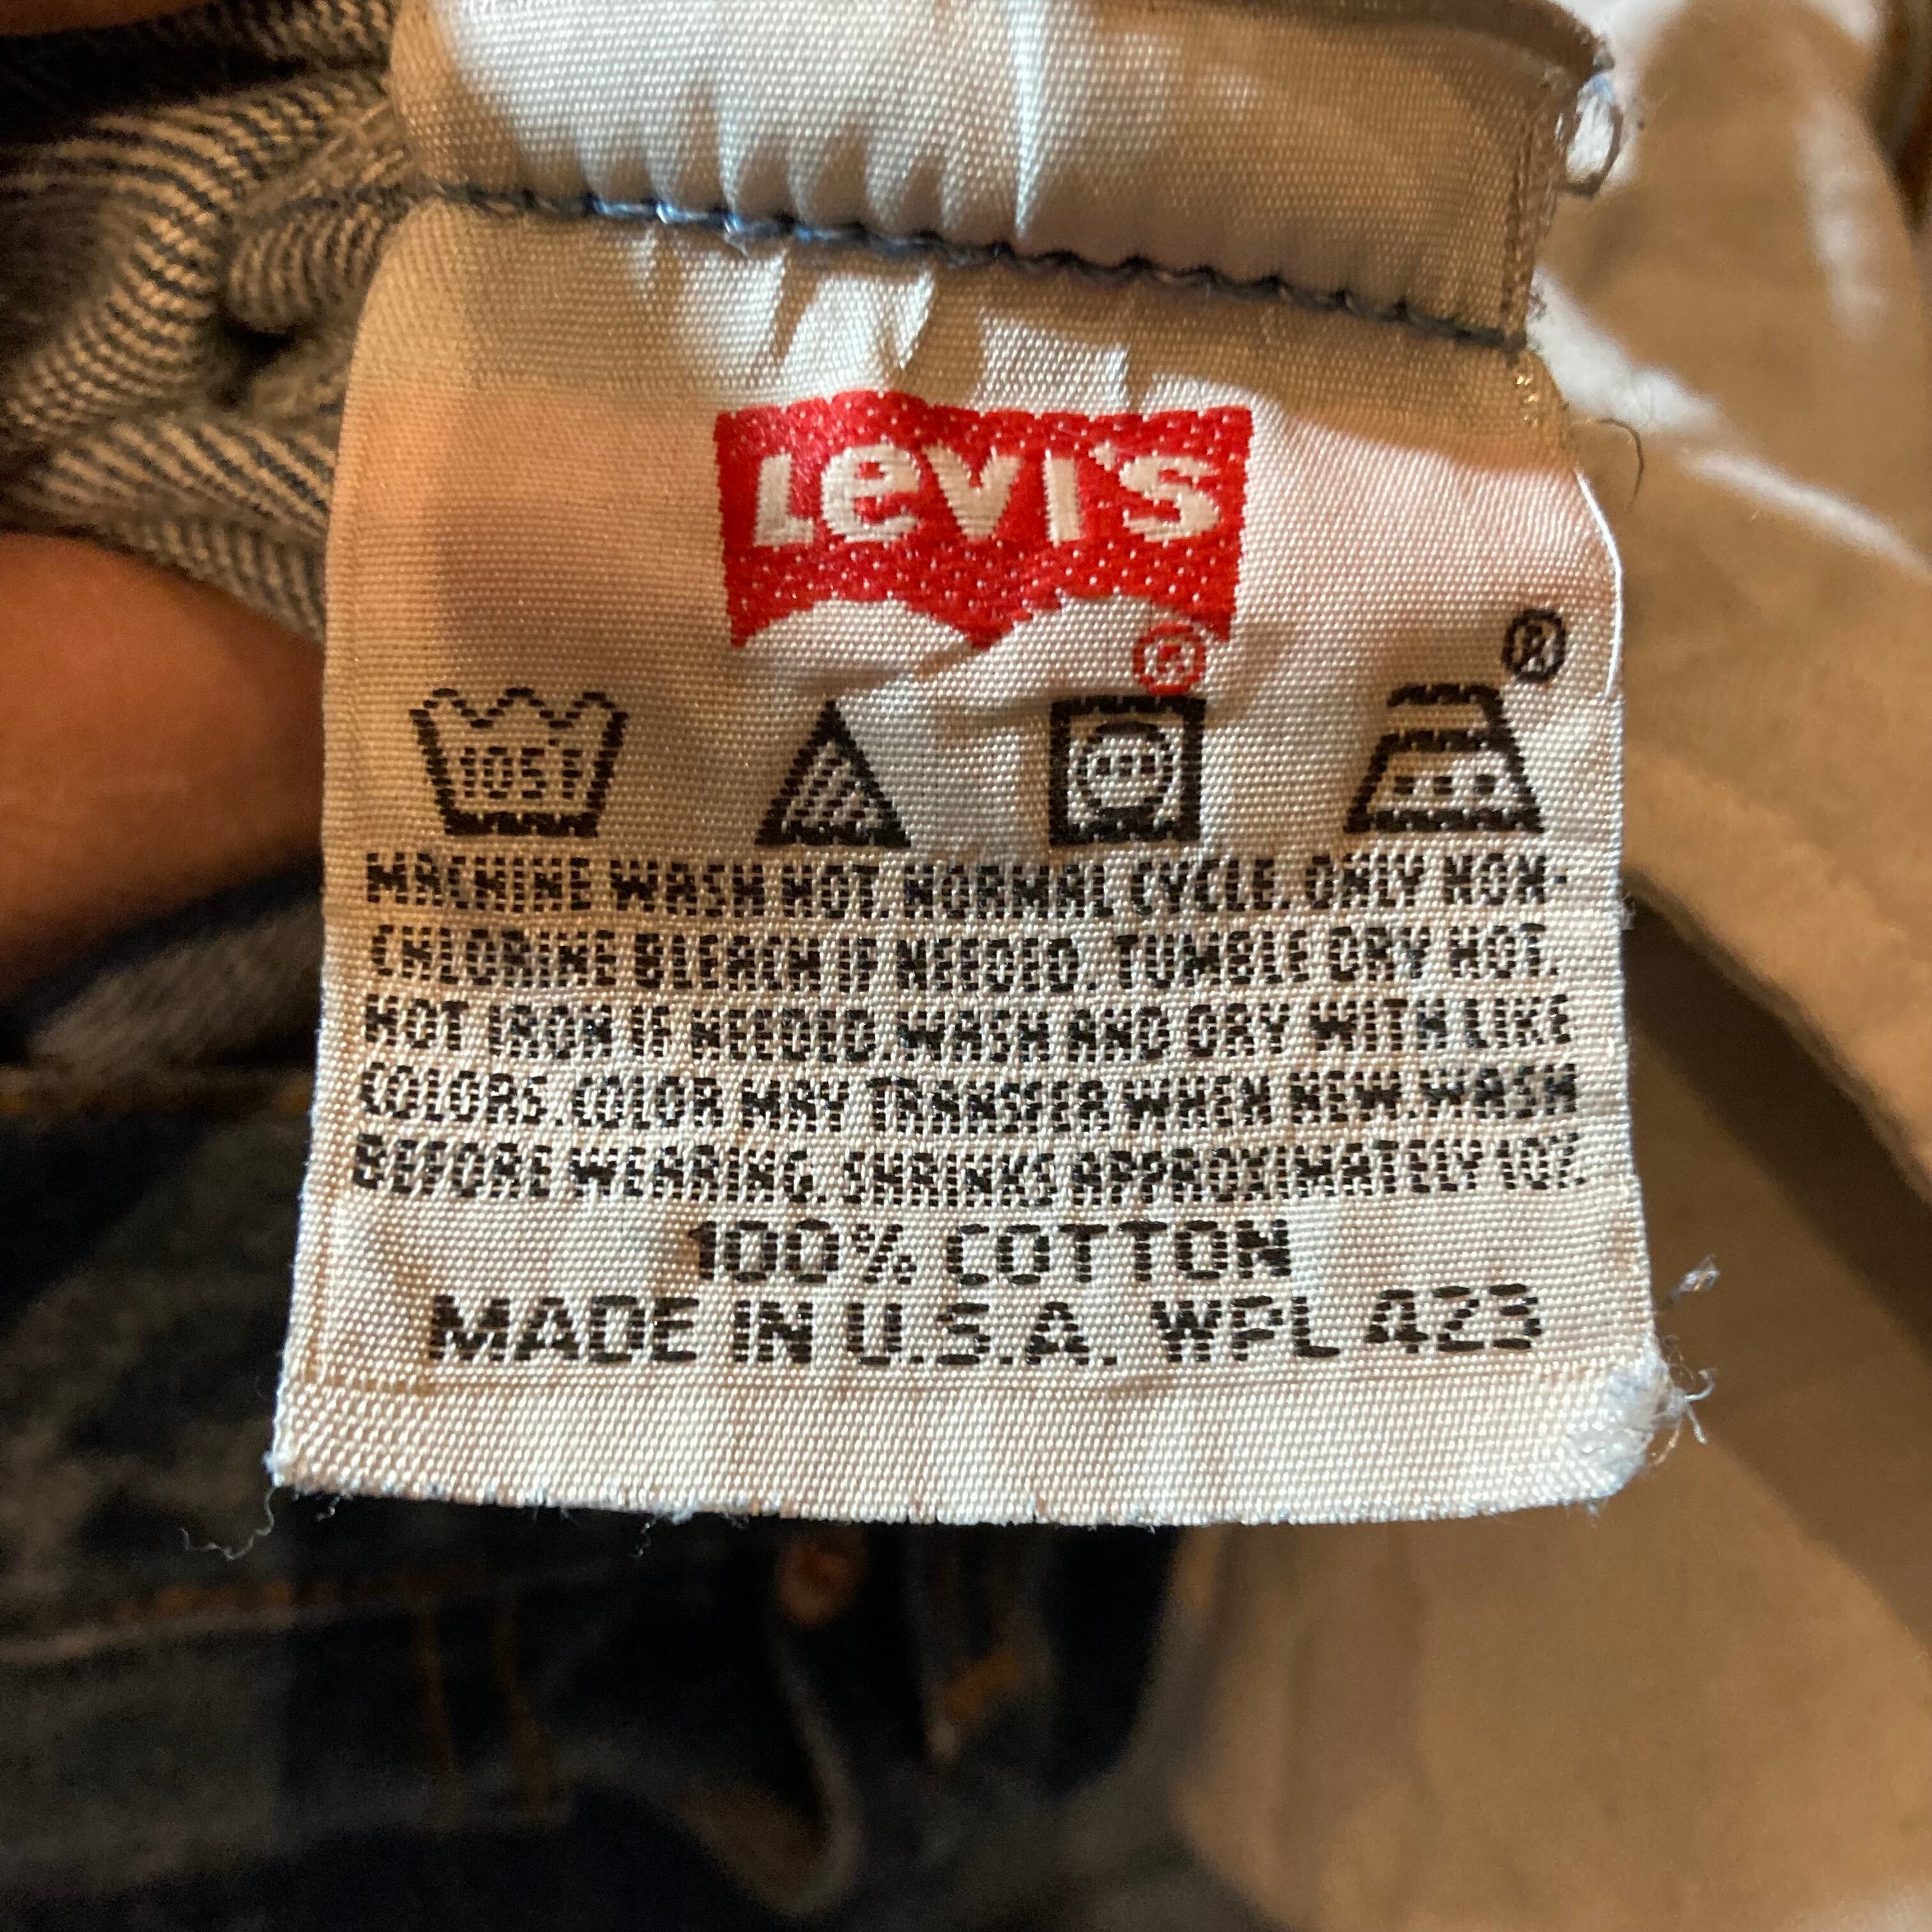 Levi's
®
®
105°F
MACHINE WASH HOT. NORMAL CYCLE. ONLY NON-
CHLORINE BLEACH IF NEEDED. TUMBLE DRY HOT.
HOT IRON IF NEEDED. WASH AND DRY WITH LIKE
COLORS. COLOR MAY TRANSFER WHEN NEW. WASH
BEFORE WEARING. SHRINKS APPROXIMATELY 10%.
100% COTTON
MADE IN U.S.A. WPL 423